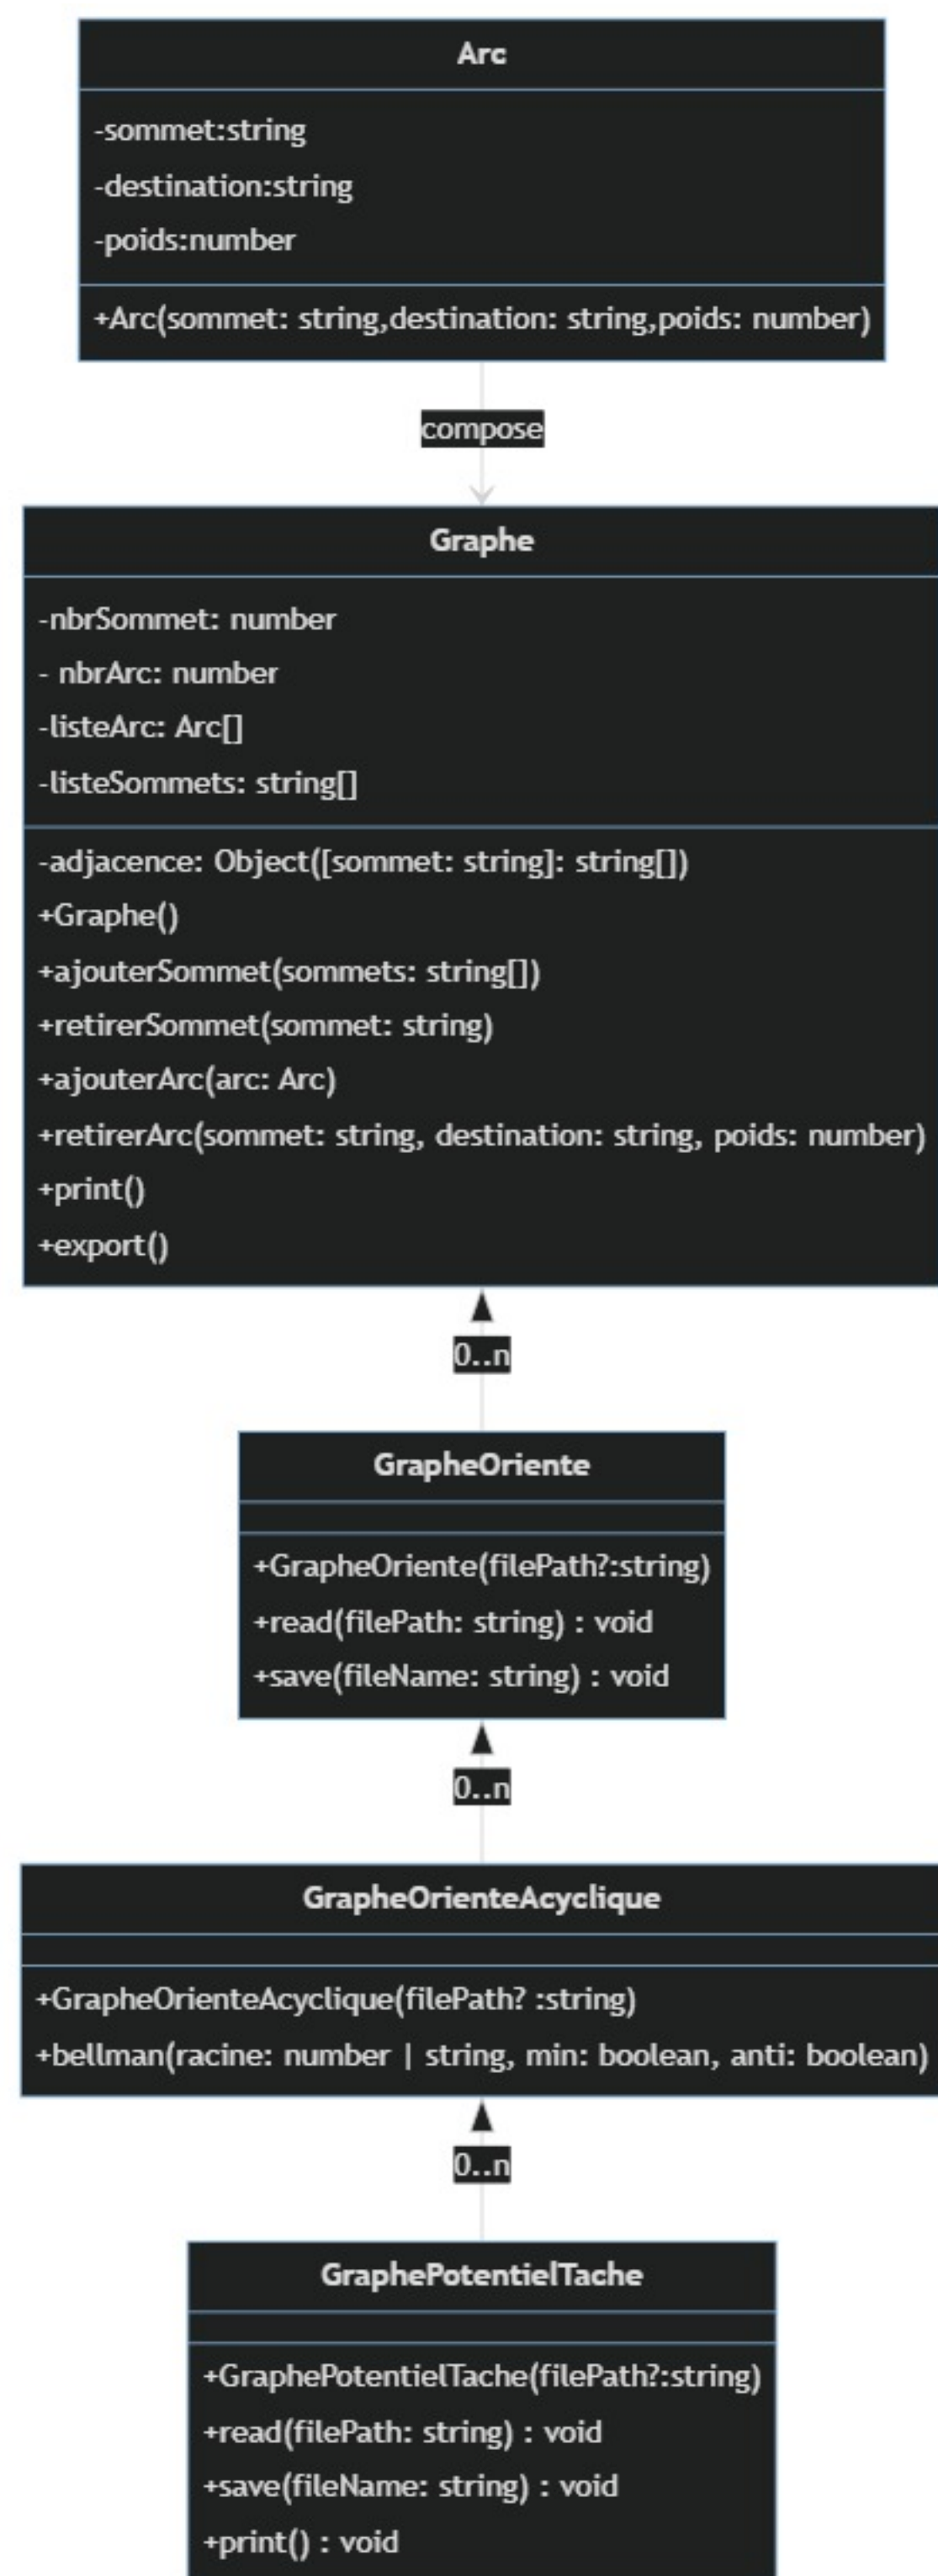 Arc
-sommet:string
-destination:string
-poids:number
+Arc(sommet: string,destination: string,poids: number)
compose
Graphe
-nbrSommet: number
- nbrArc: number
-listeArc: Arc[]
-listeSommets: string[]
-adjacence: Object([sommet: string]: string[])
+Graphe()
+ajouterSommet(sommets: string[])
+retirerSommet(sommet: string)
+ajouterArc(arc: Arc)
+retirerArc(sommet: string, destination: string, poids: number)
+print()
+export()
0..n
GrapheOriente
+GrapheOriente(filePath?:string)
+read(filePath: string) : void
+save(fileName: string) : void
0..n
GrapheOrienteAcyclique
+GrapheOrienteAcyclique(filePath? :string)
+bellman(racine: number | string, min: boolean, anti: boolean)
0..n
GraphePotentielTache
+GraphePotentielTache(filePath?:string)
+read(filePath: string) : void
+save(fileName: string) : void
+print() : void